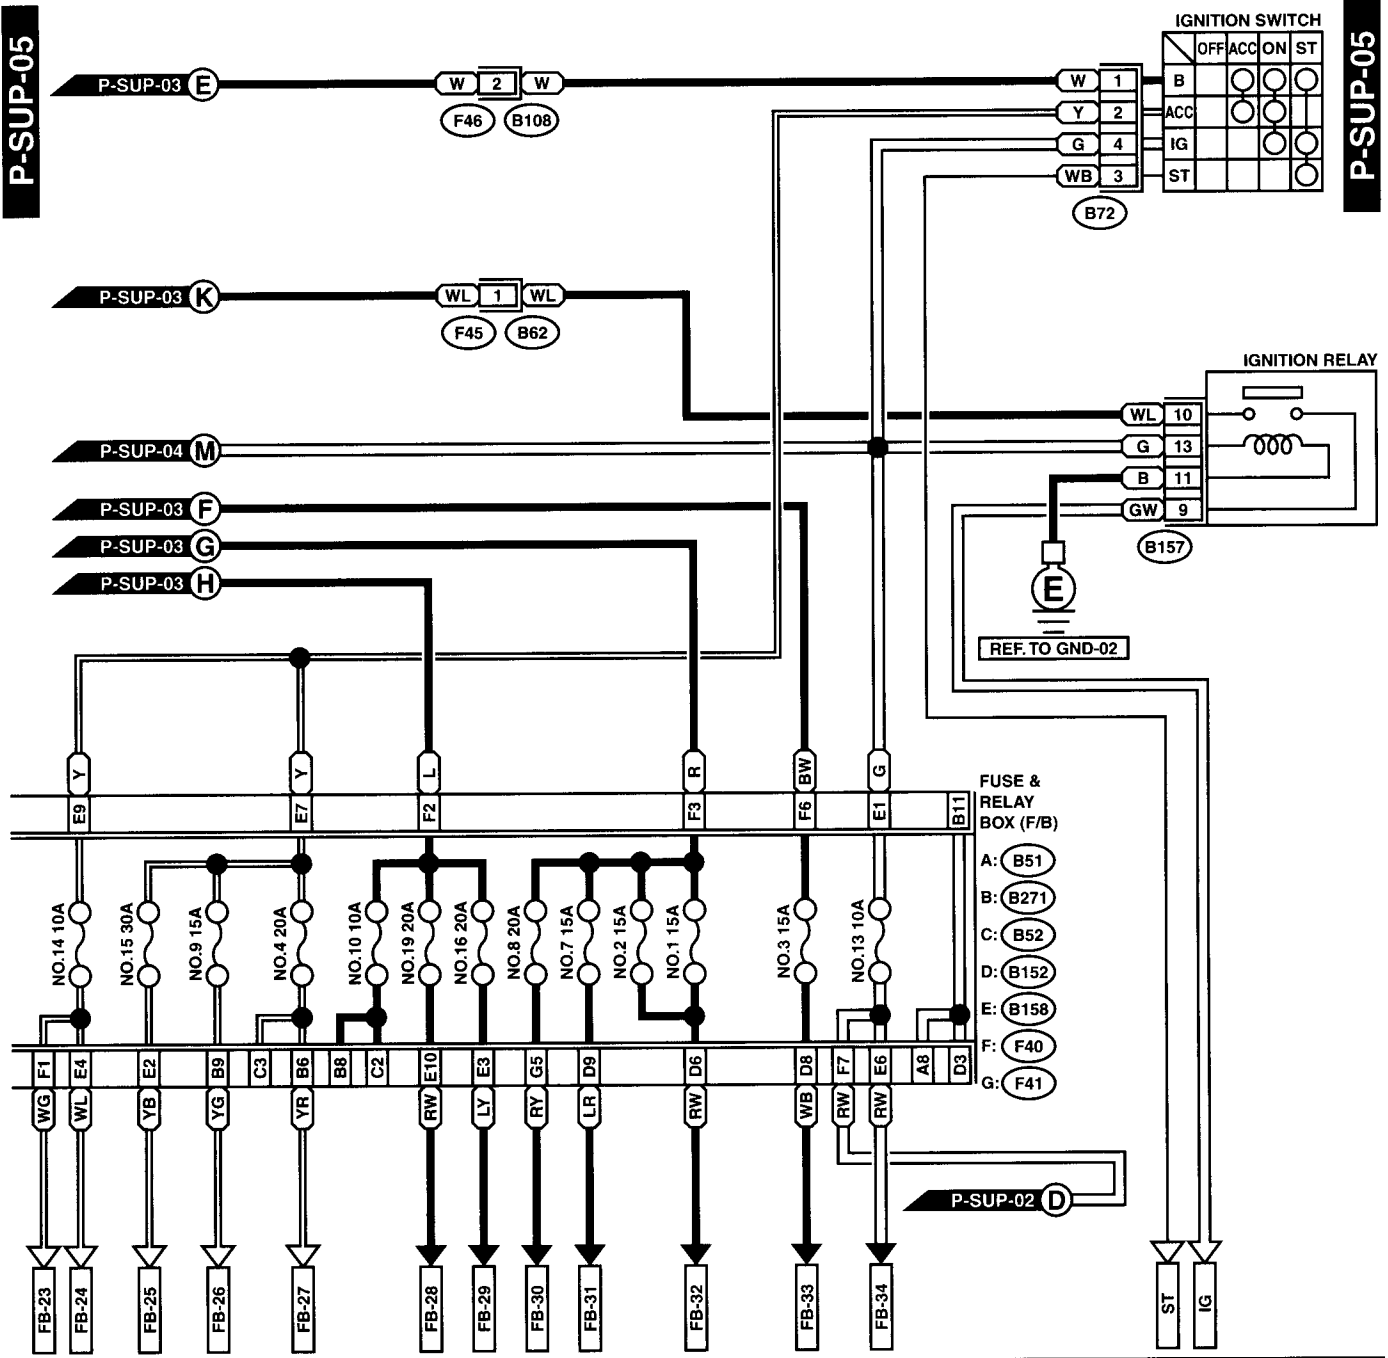 P-SUP-05
P-SUP-05
IGNITION SWITCH
OFF ACC ON ST
B
ACC
IG
ST
P-SUP-03 E
W 2 W
F46 B108
W 1
Y 2
G 4
WB 3
B72
P-SUP-03 K
WL 1 WL
F45 B62
IGNITION RELAY
WL 10
G 13
B 11
GW 9
B157
P-SUP-04 M
P-SUP-03 F
P-SUP-03 G
P-SUP-03 H
E
REF. TO GND-02
Y Y L R BW G
E9 E7 F2 F3 F6 E1 B11
FUSE &
RELAY
BOX (F/B)
A: B51
B: B271
C: B52
D: B152
E: B158
F: F40
G: F41
NO.14 10A
NO.15 30A
NO.9 15A
NO.4 20A
NO.10 10A
NO.19 20A
NO.16 20A
NO.8 20A
NO.7 15A
NO.2 15A
NO.1 15A
NO.3 15A
NO.13 10A
F1 E4 E2 B9 C3 B6 B8 C2 E10 E3 G5 D9 D6 D8 F7 E6 A8 D3
WG WL YB YG YR RW LY RY LR RW WB RW RW
P-SUP-02 D
FB-23
FB-24
FB-25
FB-26
FB-27
FB-28
FB-29
FB-30
FB-31
FB-32
FB-33
FB-34
ST
IG